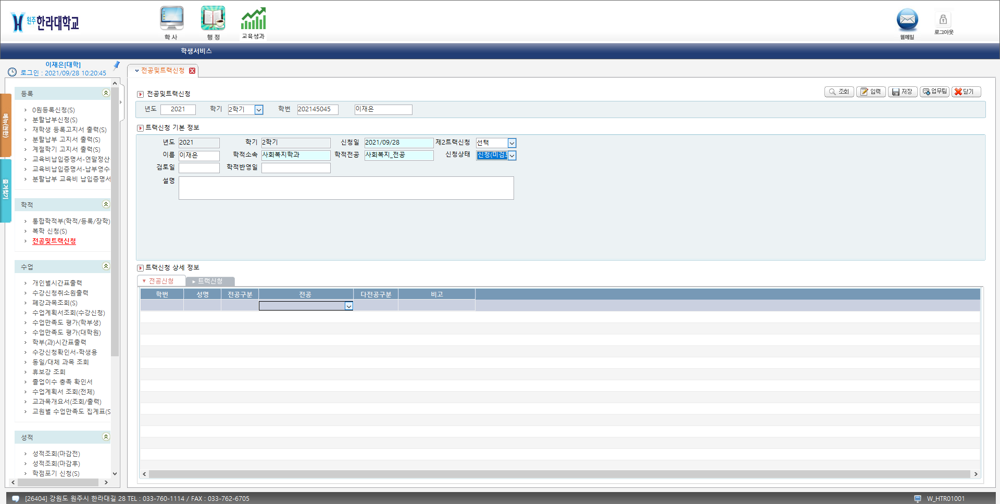 원주한라대학교
학사
행정
교육성과
웹메일
로그아웃
학생서비스
이재은[대학]
로그인 : 2021/09/28 10:20:45
메뉴(권한)
즐겨찾기
등록
0원등록신청(S)
분할납부신청(S)
재학생 등록고지서 출력(S)
분할납부 고지서 출력(S)
계절학기 고지서 출력(S)
교육비납입증명서-연말정산
교육비납입증명서-납부영수
분할납부 교육비 납입증명서
학적
통합학적부(학적/등록/장학)
복학 신청(S)
전공및트랙신청
수업
개인별시간표출력
수강신청취소원출력
폐강과목조회(S)
수업계획서조회(수강신청)
수업만족도 평가(학부생)
수업만족도 평가(대학원)
학부(과)시간표출력
수강신청확인서-학생용
동일/대체 과목 조회
휴보강 조회
졸업이수 충족 확인서
수업계획서 조회(전체)
교과목개요서(조회/출력)
교원별 수업만족도 집계표(S
성적
성적조회(마감전)
성적조회(마감후)
학점포기 신청(S)
전공및트랙신청
전공및트랙신청
조회 입력 저장 업무팁 닫기
년도 2021 학기 2학기 학번 202145045 이재은
트랙신청 기본 정보
년도 2021 학기 2학기 신청일 2021/09/28 제2트랙신청 선택
이름 이재은 학적소속 사회복지학과 학적전공 사회복지_전공 신청상태 신청(미검토
검토일 학적반영일
설명
트랙신청 상세 정보
전공신청 트랙신청
학번 성명 전공구분 전공 다전공구분 비고
[26404] 강원도 원주시 한라대길 28 TEL : 033-760-1114 / FAX : 033-762-6705
W_HTR01001